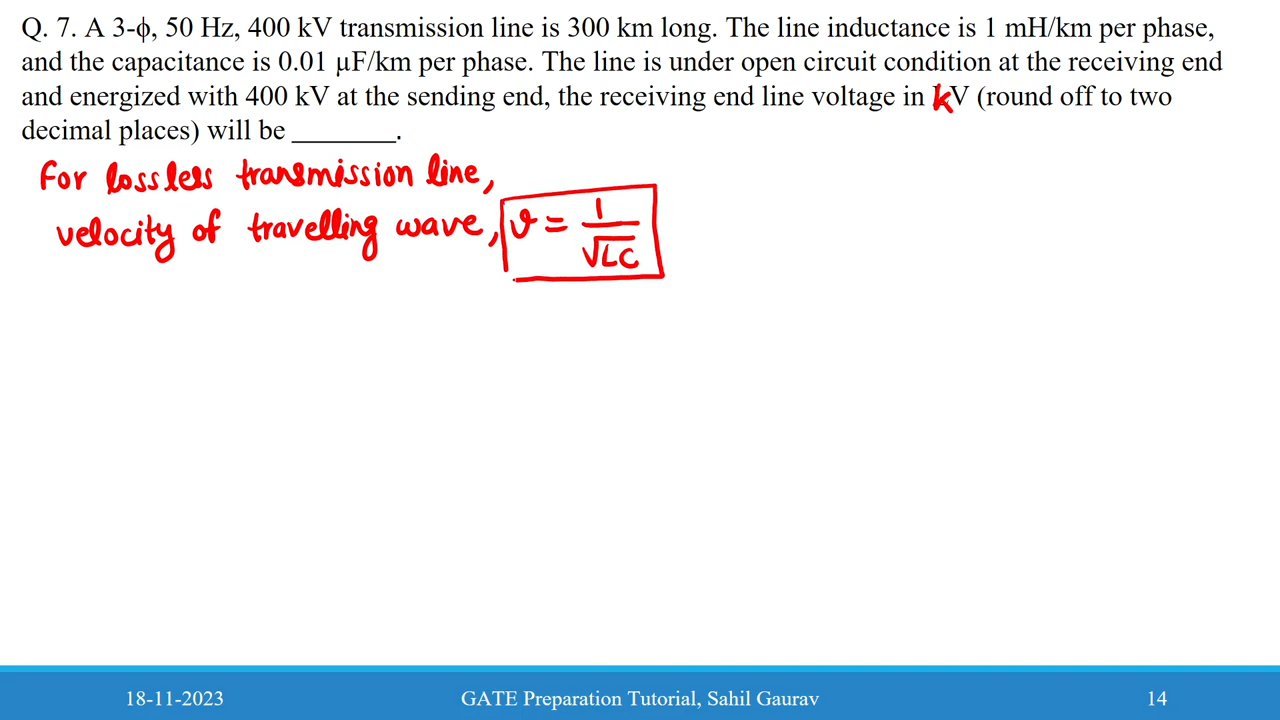 Q. 7. A 3-ϕ, 50 Hz, 400 kV transmission line is 300 km long. The line inductance is 1 mH/km per phase,
and the capacitance is 0.01 μF/km per phase. The line is under open circuit condition at the receiving end
and energized with 400 kV at the sending end, the receiving end line voltage in kV (round off to two
decimal places) will be ________.
For lossless transmission line,
velocity of travelling wave, v = 1/√LC
18-11-2023 GATE Preparation Tutorial, Sahil Gaurav 14